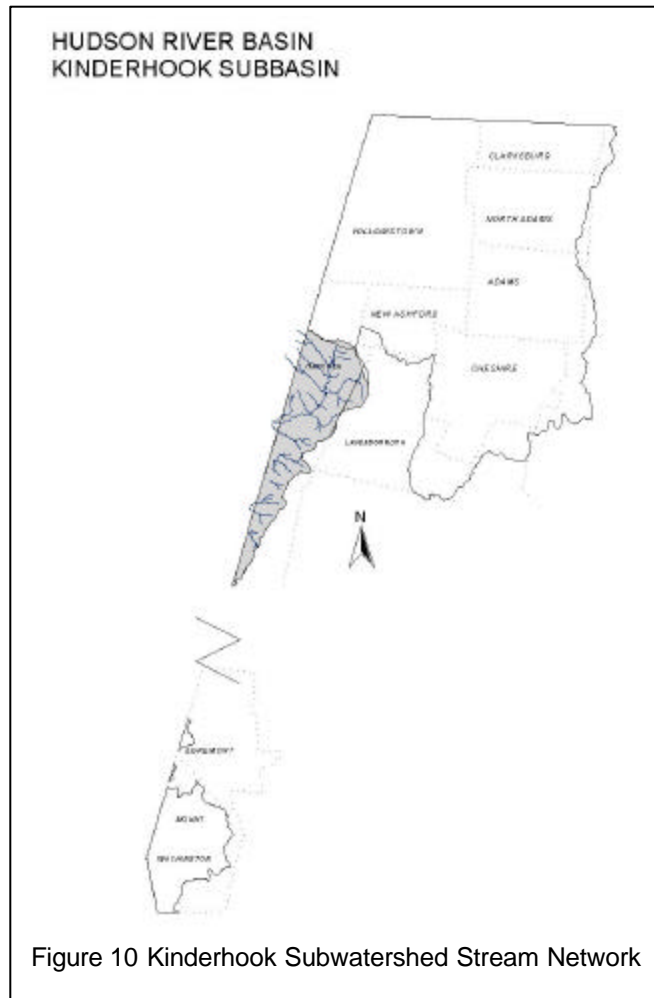 HUDSON RIVER BASIN
KINDERHOOK SUBBASIN
CLARKSBURG
NORTH ADAMS
WILLIAMSTOWN
ADAMS
NEW ASHFORD
CHESHIRE
LANESBOROUGH
N
EGREMONT
MOUNT
WASHINGTON
Figure 10 Kinderhook Subwatershed Stream Network